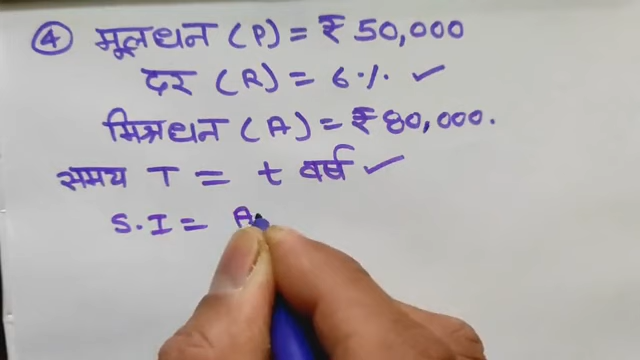 ④ मूलधन (P) = ₹ 50,000
दर (R) = 6·/. ✓
मिश्रधन (A) = ₹ 80,000.
समय T = t वर्ष ✓
S.I = A